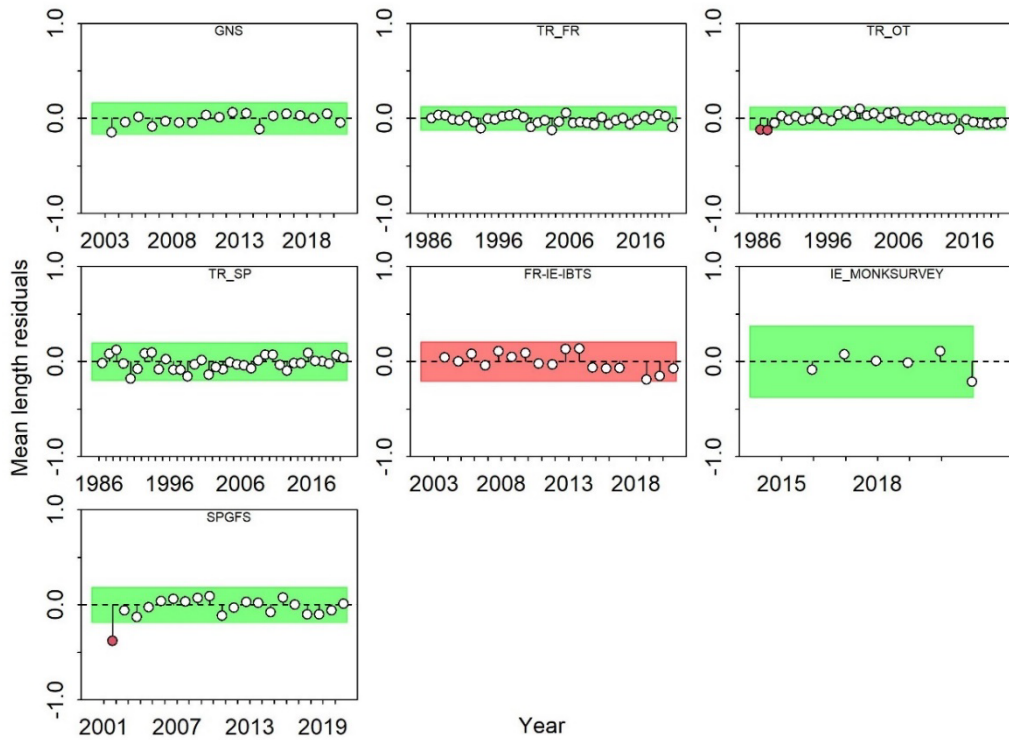 GNS
1.0
0.0
-1.0
2003 2008 2013 2018
TR_FR
1.0
0.0
-1.0
1986 1996 2006 2016
TR_OT
1.0
0.0
-1.0
1986 1996 2006 2016
TR_SP
1.0
0.0
-1.0
1986 1996 2006 2016
FR-IE-IBTS
1.0
0.0
-1.0
2003 2008 2013 2018
IE_MONKSURVEY
1.0
0.0
-1.0
2015 2018
SPGFS
1.0
0.0
-1.0
2001 2007 2013 2019
Mean length residuals
Year